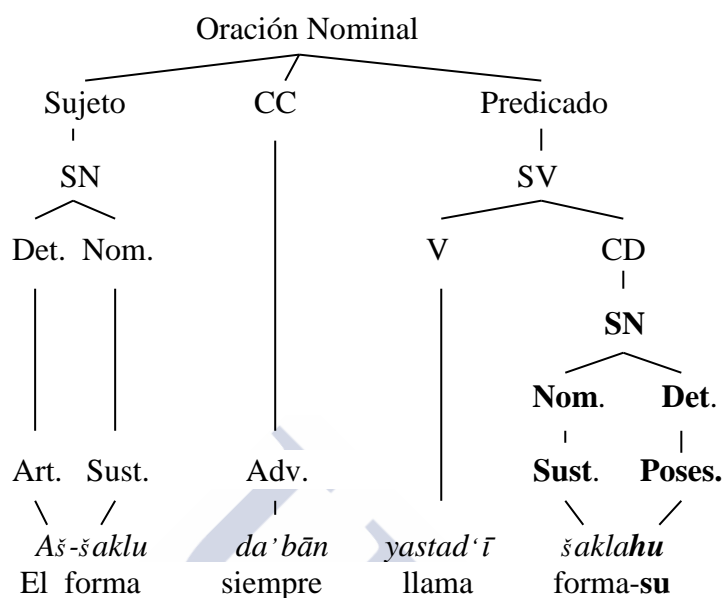 Oración Nominal
Sujeto CC Predicado
SN SV
Det. Nom. V CD
SN
Nom. Det.
Art. Sust. Adv. Sust. Poses.
Aš-šaklu da’bān yastad‘ī šaklahu
El forma siempre llama forma-su